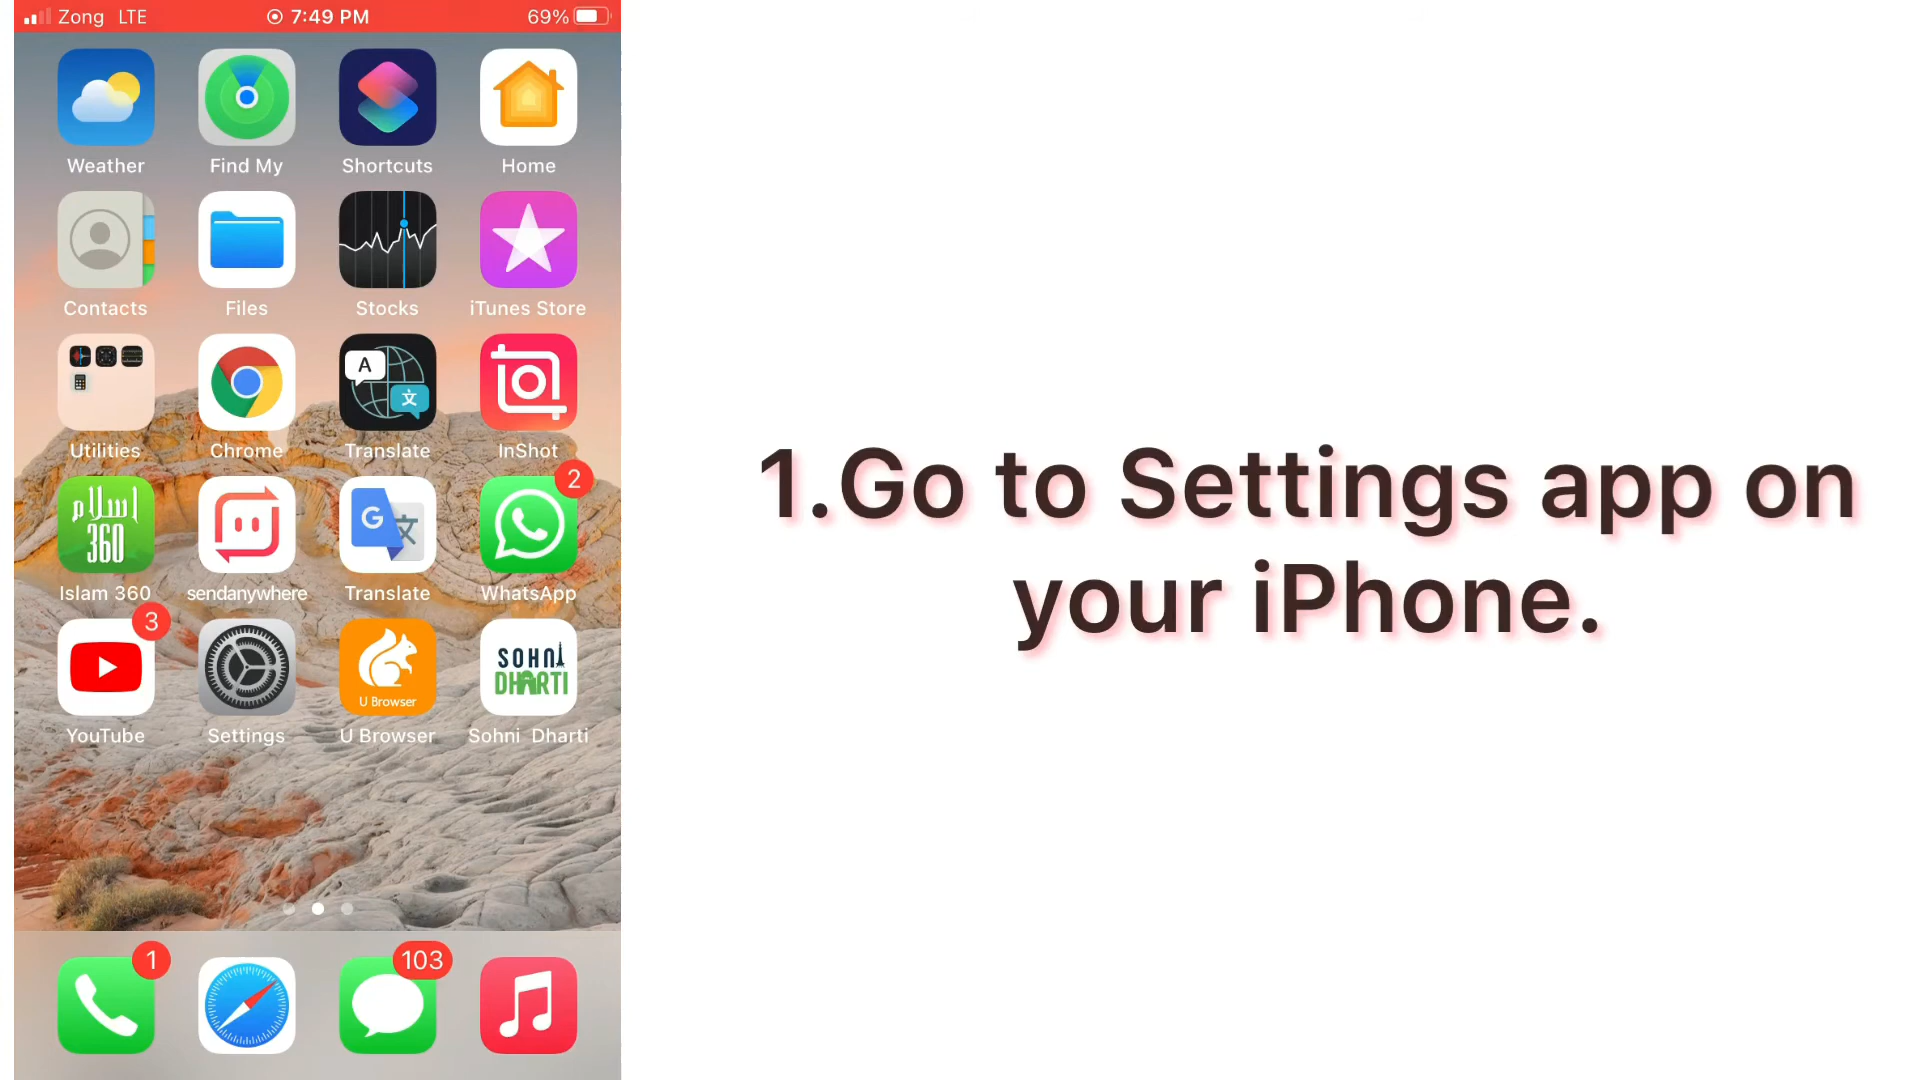 Zong LTE 7:49 PM 69%
Weather Find My Shortcuts Home
Contacts Files Stocks iTunes Store
A 文
Utilities Chrome Translate InShot
2
اسلام
360
G 文
Islam 360 sendanywhere Translate WhatsApp
3
SOHNI
DHARTI
U Browser
YouTube Settings U Browser Sohni Dharti
1 103
1.Go to Settings app on
your iPhone.